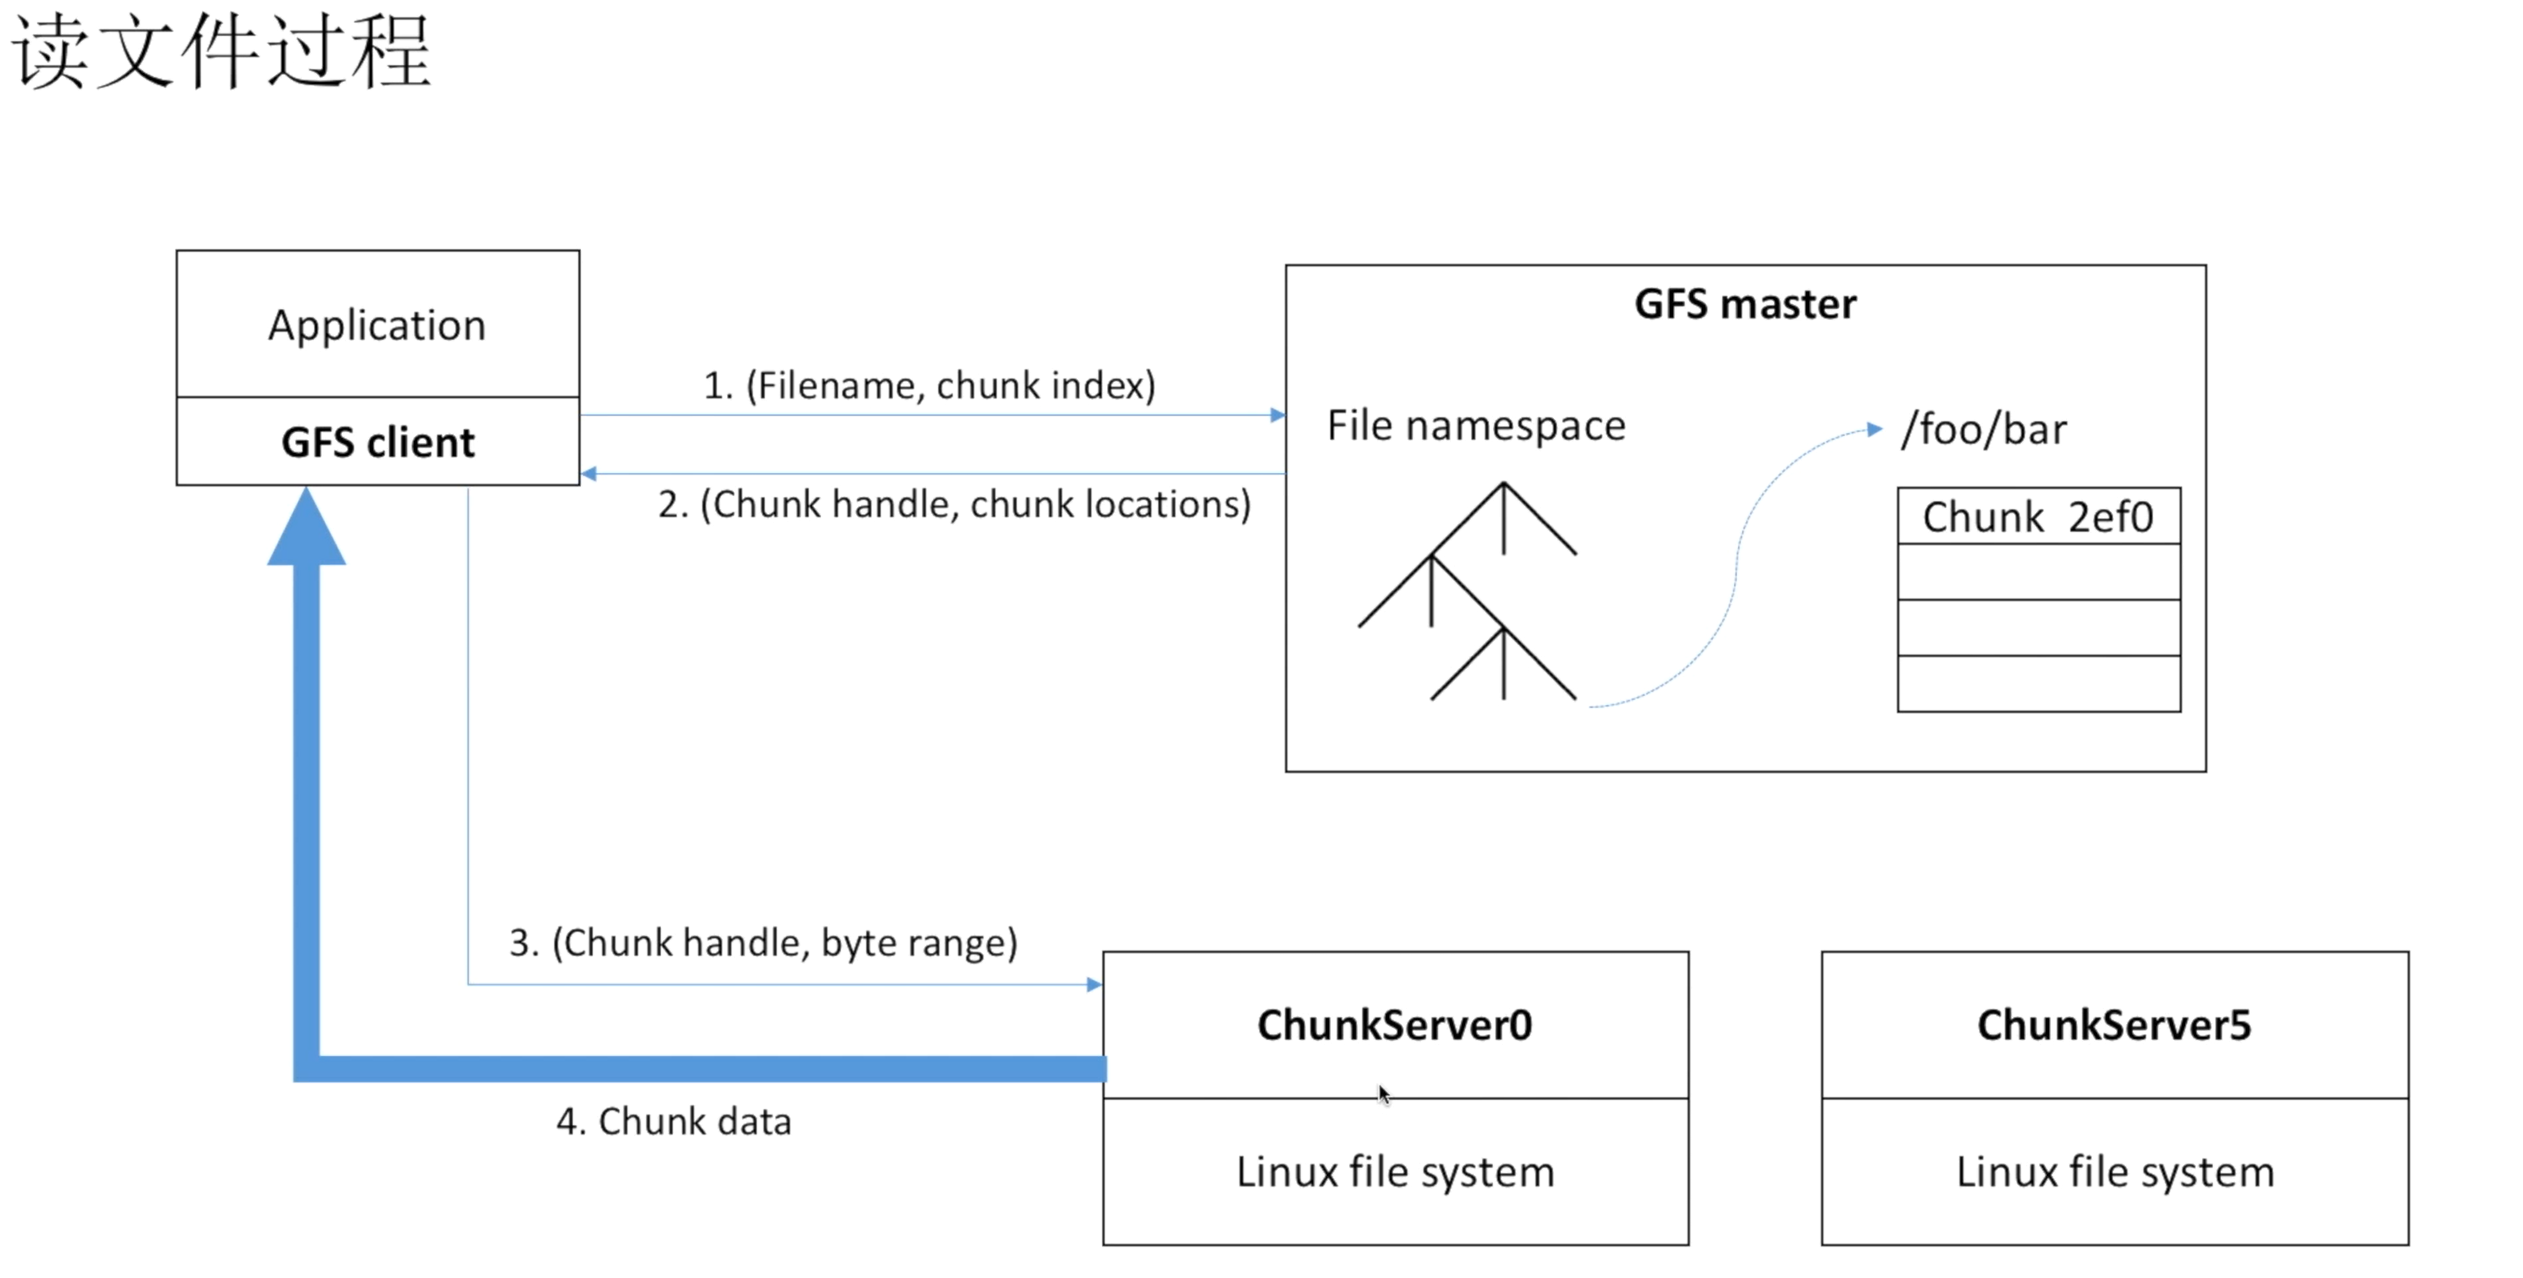 读文件过程
Application
GFS client
1. (Filename, chunk index)
2. (Chunk handle, chunk locations)
GFS master
File namespace
/foo/bar
Chunk 2ef0
3. (Chunk handle, byte range)
4. Chunk data
ChunkServer0
Linux file system
ChunkServer5
Linux file system